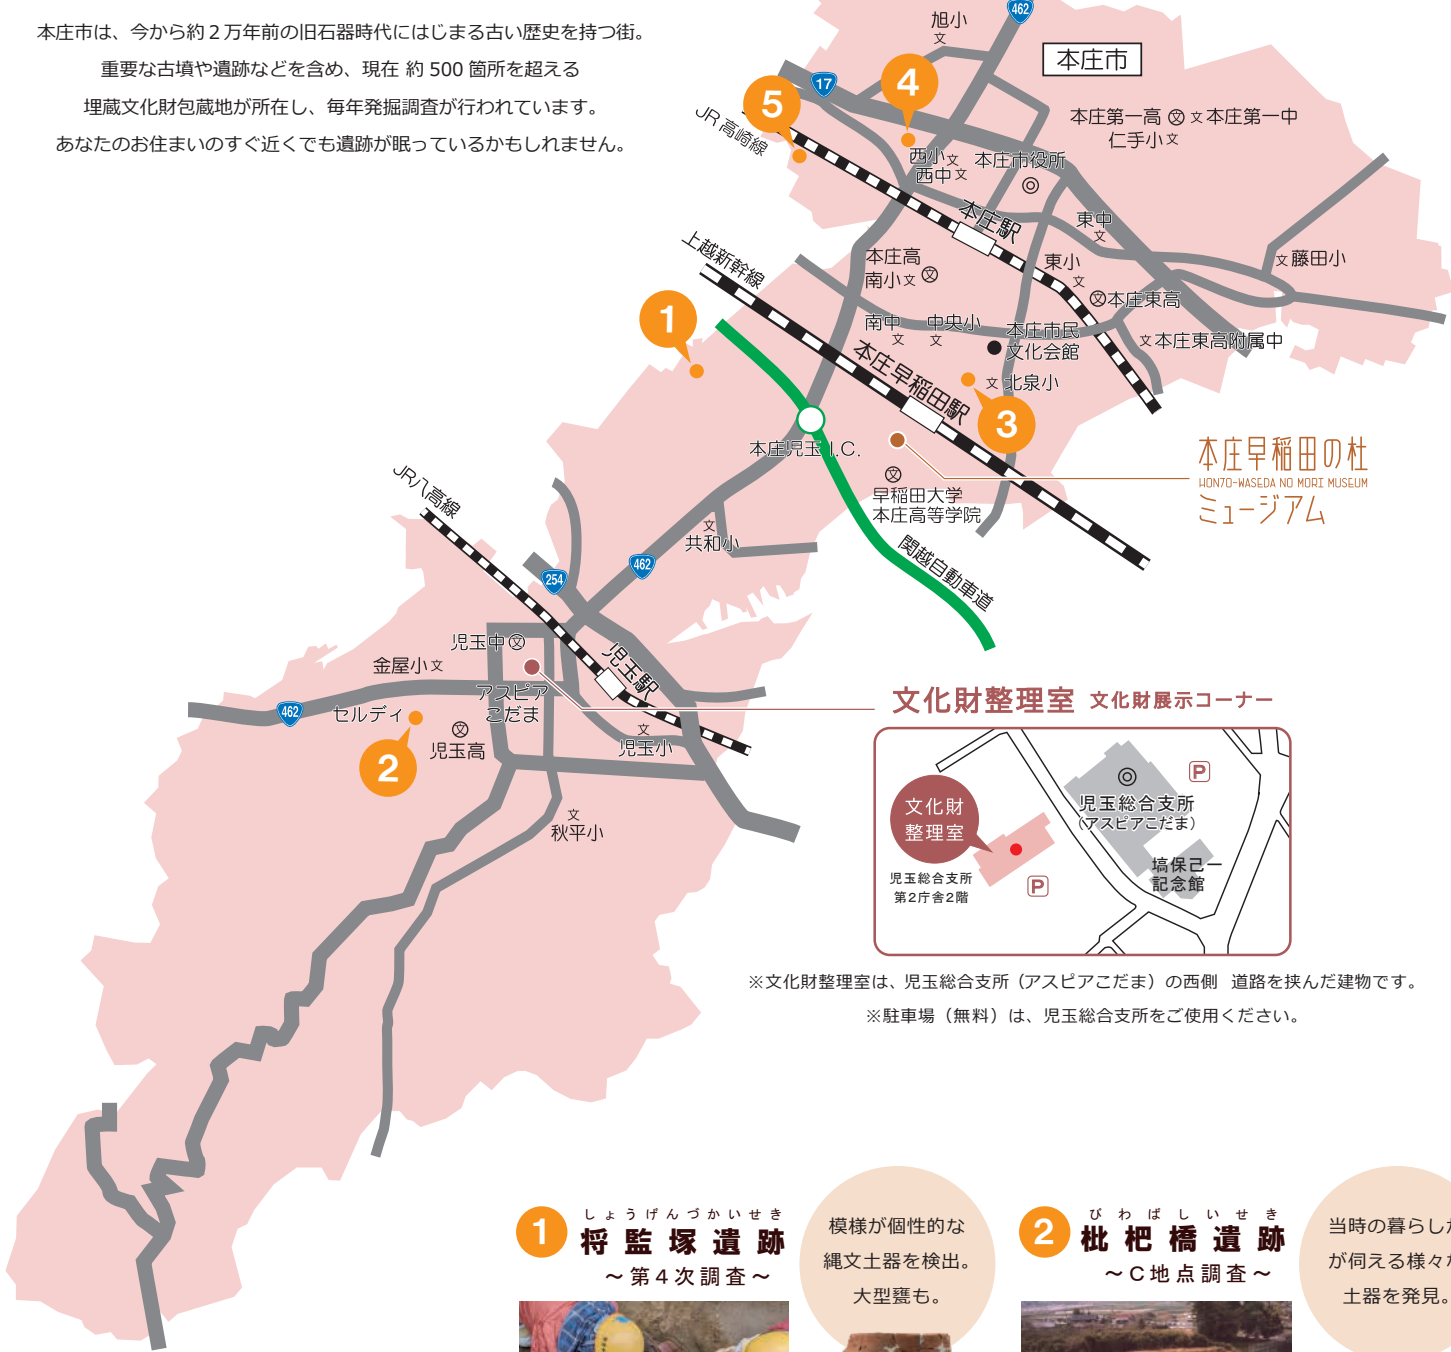 本庄市は、今から約２万年前の旧石器時代にはじまる古い歴史を持つ街。
重要な古墳や遺跡などを含め、現在 約 500 箇所を超える
埋蔵文化財包蔵地が所在し、毎年発掘調査が行われています。
あなたのお住まいのすぐ近くでも遺跡が眠っているかもしれません。
462
旭小
文
本庄市
17
4
5
JR高崎線
本庄第一高 文 文 本庄第一中
仁手小 文
西小 文
西中 文
本庄市役所
本庄駅
東中
文
上越新幹線
本庄高
南小 文 文
東小
文
文 藤田小
文 本庄東高
1
南中
文
中央小
文
本庄市民
文化会館
文 本庄東高附属中
本庄早稲田駅
文 北泉小
3
本庄児玉I.C.
本庄早稲田の杜
HONJO-WASEDA NO MORI MUSEUM
ミュージアム
文
早稲田大学
本庄高等学院
JR八高線
文
共和小
関越自動車道
254
462
児玉中 文
金屋小 文
児玉駅
アスピア
こだま
462
セルディ
文
児玉高
文
児玉小
2
文
秋平小
文化財整理室 文化財展示コーナー
P
文化財
整理室
児玉総合支所
（アスピアこだま）
塙保己一
記念館
児玉総合支所
第2庁舎2階
P
※文化財整理室は、児玉総合支所（アスピアこだま）の西側 道路を挟んだ建物です。
※駐車場（無料）は、児玉総合支所をご使用ください。
1
しょうげんづかいせき
将監塚遺跡
～第４次調査～
模様が個性的な
縄文土器を検出。
大型甕も。
2
びわばしいせき
枇杷橋遺跡
～Ｃ地点調査～
当時の暮らし
が伺える様々
土器を発見。